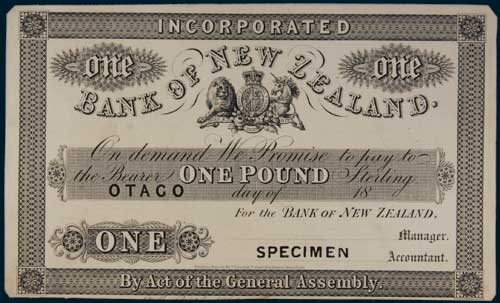 INCORPORATED
One One
BANK OF NEW ZEALAND.
On demand We Promise to pay to
the Bearer ONE POUND Sterling
OTAGO day of 18
For the BANK OF NEW ZEALAND,
Manager.
ONE SPECIMEN Accountant.
By Act of the General Assembly.